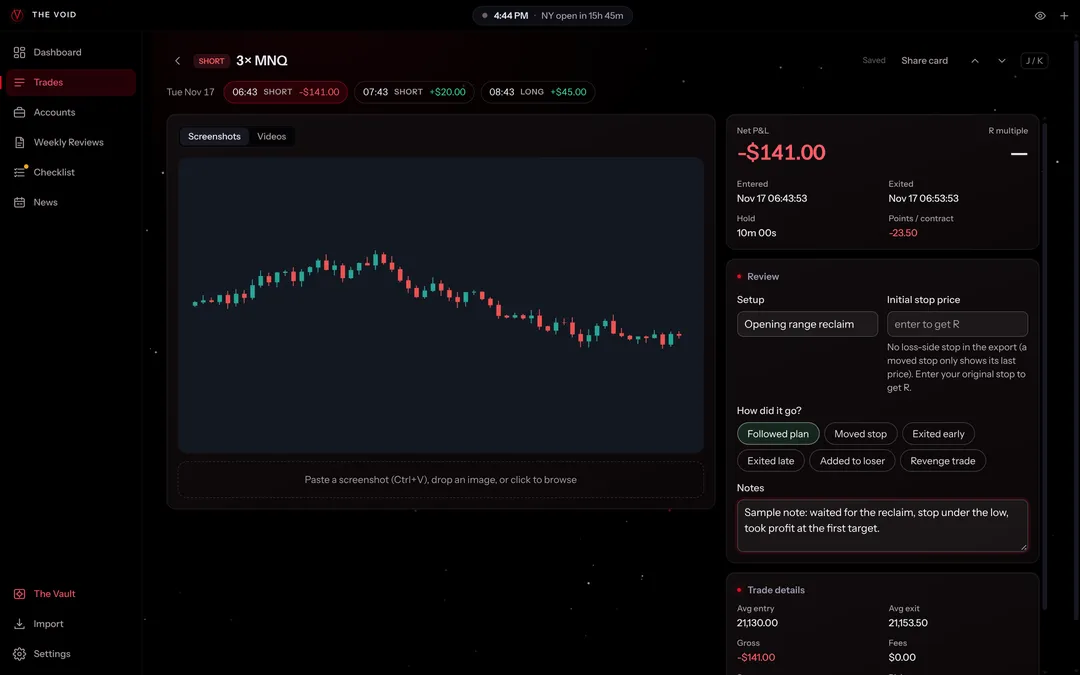 THE VOID
4:44 PM · NY open in 15h 45m
Dashboard
Trades
Accounts
Weekly Reviews
Checklist
News
The Vault
Import
Settings
SHORT 3× MNQ
Saved Share card J / K
Tue Nov 17 06:43 SHORT -$141.00 07:43 SHORT +$20.00 08:43 LONG +$45.00
Screenshots Videos
Paste a screenshot (Ctrl+V), drop an image, or click to browse
Net P&L R multiple
-$141.00 —
Entered Exited
Nov 17 06:43:53 Nov 17 06:53:53
Hold Points / contract
10m 00s -23.50
Review
Setup Initial stop price
Opening range reclaim enter to get R
No loss-side stop in the export (a
moved stop only shows its last
price). Enter your original stop to
get R.
How did it go?
Followed plan Moved stop Exited early
Exited late Added to loser Revenge trade
Notes
Sample note: waited for the reclaim, stop under the low,
took profit at the first target.
Trade details
Avg entry Avg exit
21,130.00 21,153.50
Gross Fees
-$141.00 $0.00